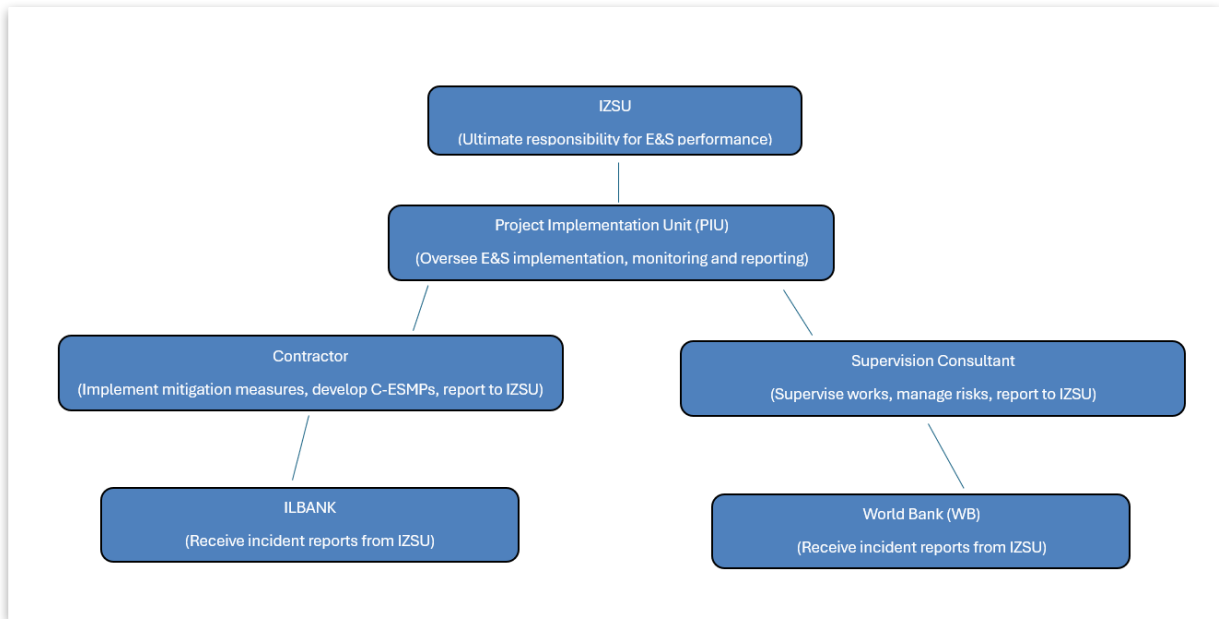 IZSU
(Ultimate responsibility for E&S performance)
Project Implementation Unit (PIU)
(Oversee E&S implementation, monitoring and reporting)
Contractor
(Implement mitigation measures, develop C-ESMPs, report to IZSU)
Supervision Consultant
(Supervise works, manage risks, report to IZSU)
ILBANK
(Receive incident reports from IZSU)
World Bank (WB)
(Receive incident reports from IZSU)